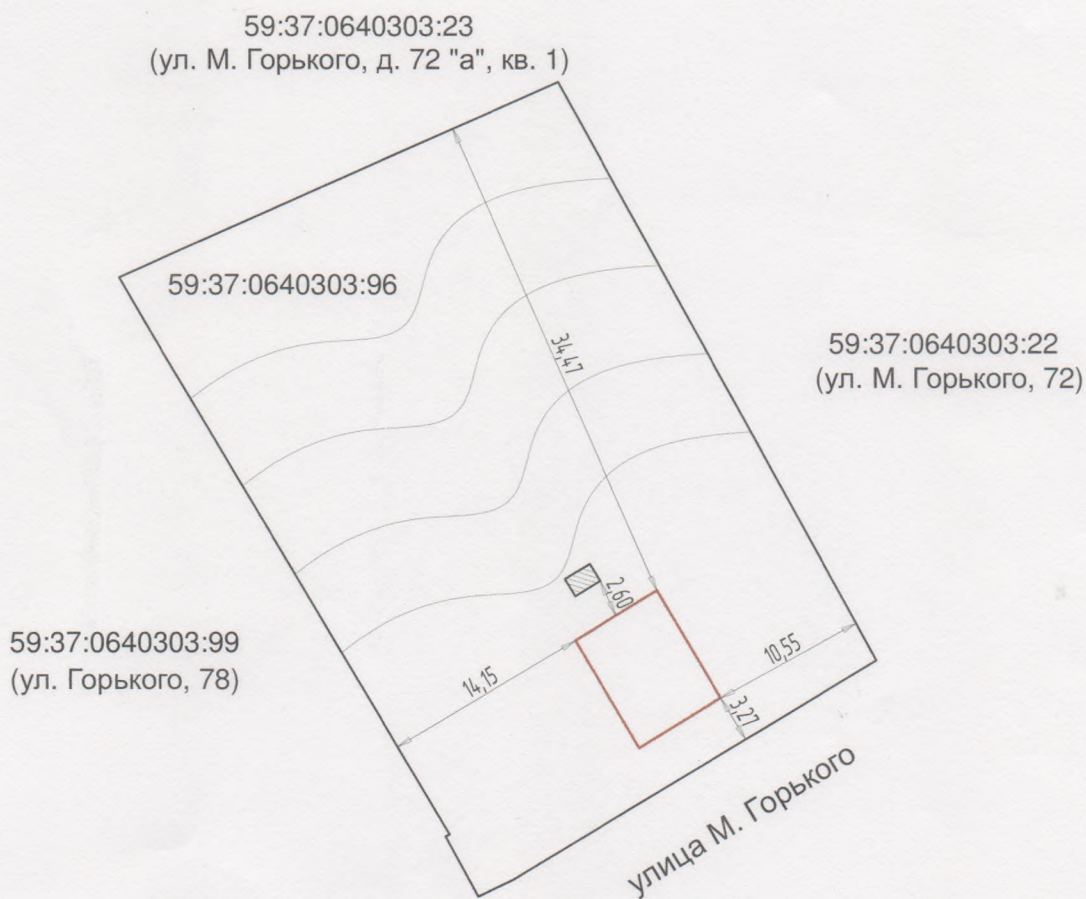 59:37:0640303:23
(ул. М. Горького, д. 72 "а", кв. 1)
59:37:0640303:96
34,47
59:37:0640303:22
(ул. М. Горького, 72)
2,60
59:37:0640303:99
(ул. Горького, 78)
14,15
10,55
3,27
улица М. Горького